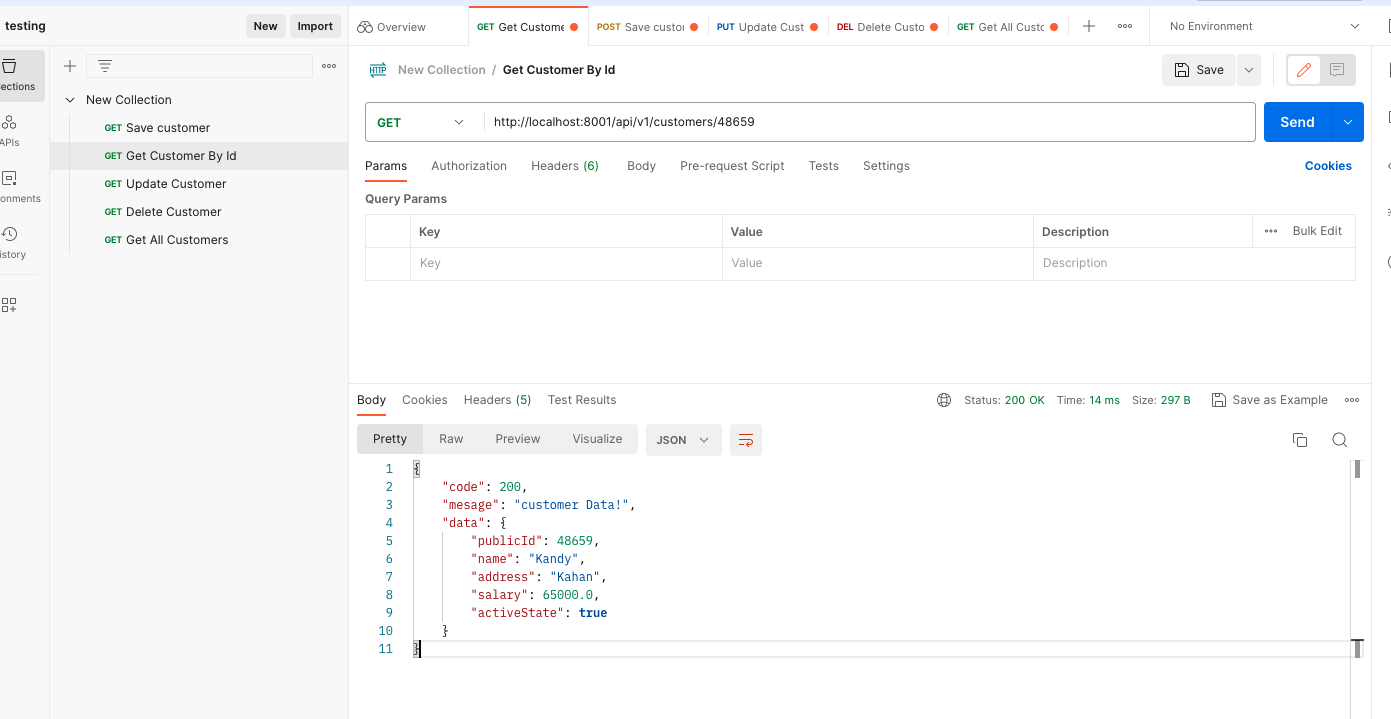 testing
New
Import
Overview
GET Get Custome
POST Save custor
PUT Update Cust
DEL Delete Custo
GET Get All Custc
No Environment
lections
APIs
onments
istory
New Collection
GET Save customer
GET Get Customer By Id
GET Update Customer
GET Delete Customer
GET Get All Customers
HTTP New Collection / Get Customer By Id
Save
GET http://localhost:8001/api/v1/customers/48659
Send
Params Authorization Headers (6) Body Pre-request Script Tests Settings Cookies
Query Params
Key Value Description Bulk Edit
Key Value Description
Body Cookies Headers (5) Test Results
Status: 200 OK Time: 14 ms Size: 297 B Save as Example
Pretty Raw Preview Visualize JSON
1 {
2 "code": 200,
3 "mesage": "customer Data!",
4 "data": {
5 "publicId": 48659,
6 "name": "Kandy",
7 "address": "Kahan",
8 "salary": 65000.0,
9 "activeState": true
10 }
11 }